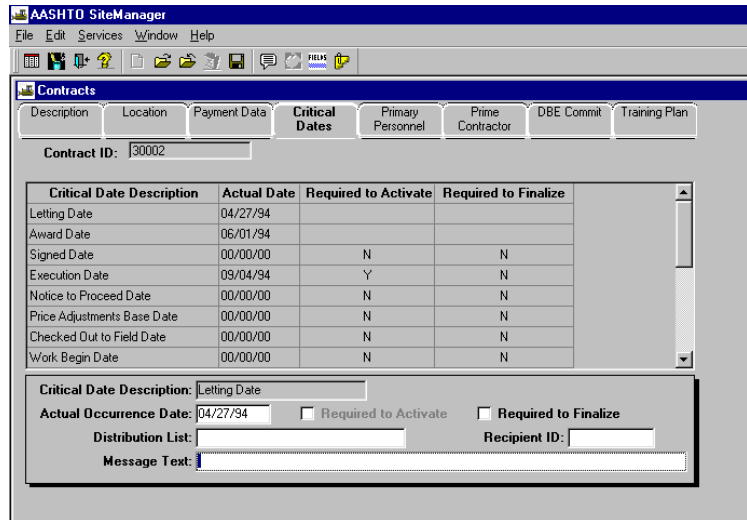 AASHTO SiteManager
File Edit Services Window Help
FIELDS
Contracts
Description Location Payment Data Critical Dates Primary Personnel Prime Contractor DBE Commit Training Plan
Contract ID: 30002
Critical Date Description Actual Date Required to Activate Required to Finalize
Letting Date 04/27/94
Award Date 06/01/94
Signed Date 00/00/00 N N
Execution Date 09/04/94 Y N
Notice to Proceed Date 00/00/00 N N
Price Adjustments Base Date 00/00/00 N N
Checked Out to Field Date 00/00/00 N N
Work Begin Date 00/00/00 N N
Critical Date Description: Letting Date
Actual Occurrence Date: 04/27/94 Required to Activate Required to Finalize
Distribution List: Recipient ID:
Message Text: